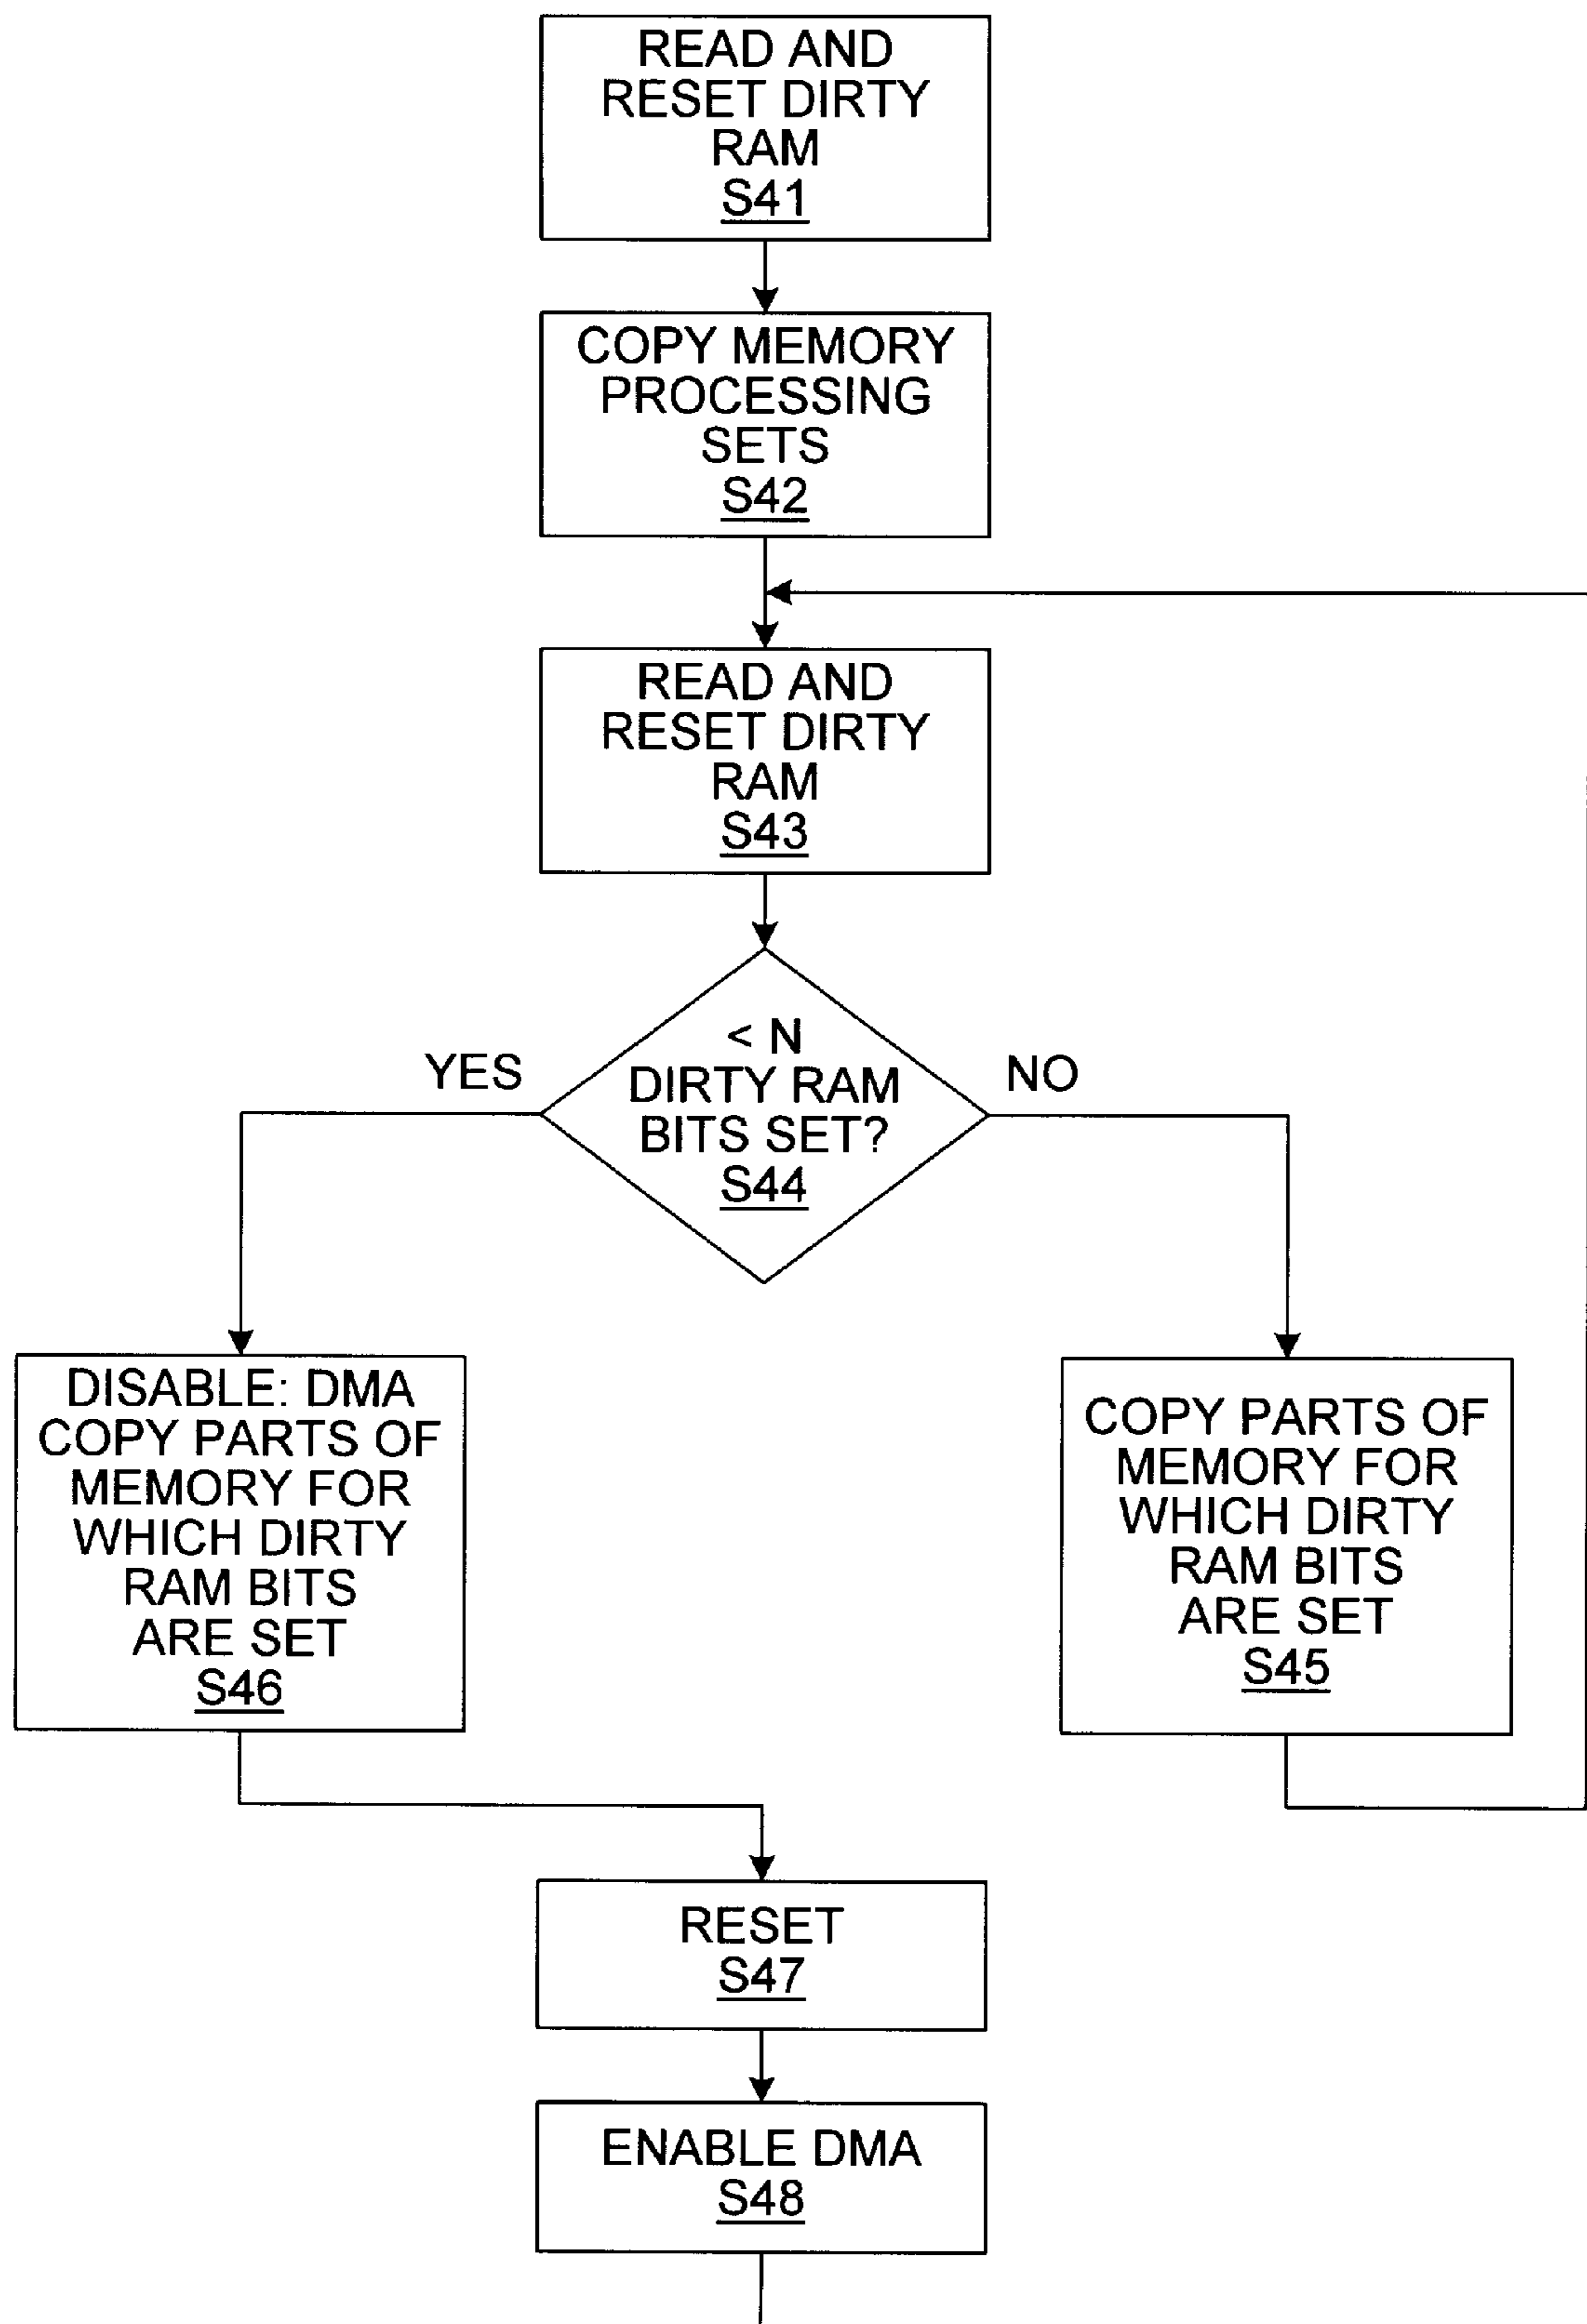 READ AND
RESET DIRTY
RAM
S41
COPY MEMORY
PROCESSING
SETS
S42
READ AND
RESET DIRTY
RAM
S43
< N
DIRTY RAM
BITS SET?
S44
YES
NO
DISABLE: DMA
COPY PARTS OF
MEMORY FOR
WHICH DIRTY
RAM BITS
ARE SET
S46
COPY PARTS OF
MEMORY FOR
WHICH DIRTY
RAM BITS
ARE SET
S45
RESET
S47
ENABLE DMA
S48